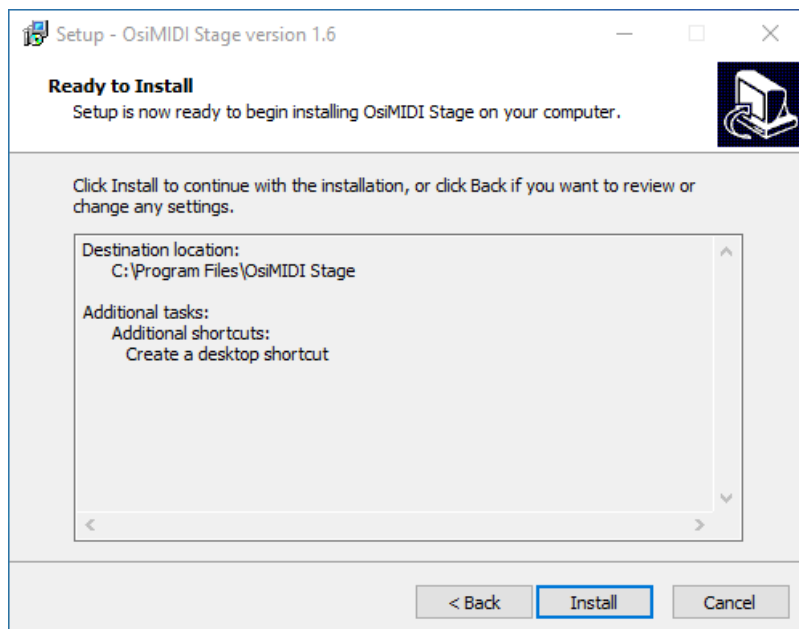 Setup - OsiMIDI Stage version 1.6
Ready to Install
Setup is now ready to begin installing OsiMIDI Stage on your computer.
Click Install to continue with the installation, or click Back if you want to review or
change any settings.
Destination location:
C:\Program Files\OsiMIDI Stage
Additional tasks:
Additional shortcuts:
Create a desktop shortcut
< Back
Install
Cancel